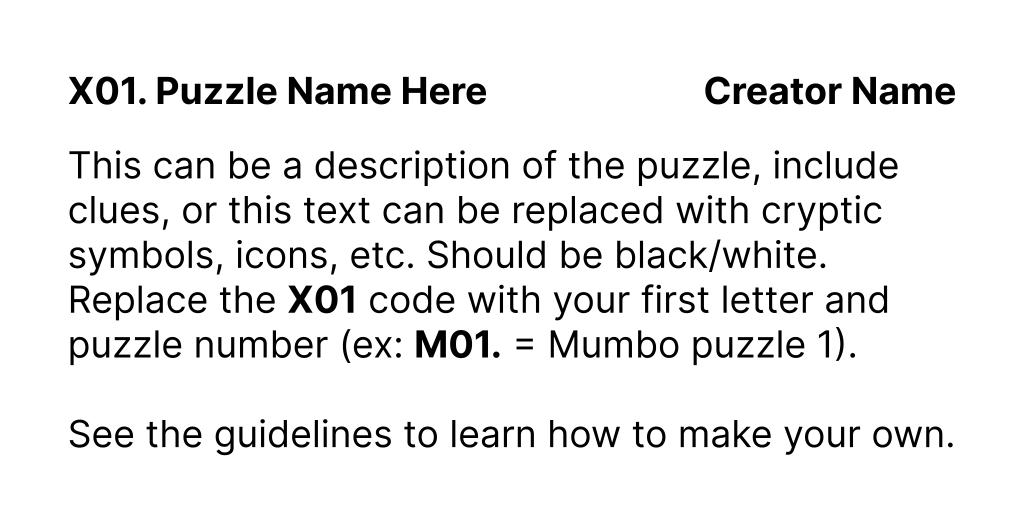 X01. Puzzle Name Here Creator Name
This can be a description of the puzzle, include
clues, or this text can be replaced with cryptic
symbols, icons, etc. Should be black/white.
Replace the X01 code with your first letter and
puzzle number (ex: M01. = Mumbo puzzle 1).
See the guidelines to learn how to make your own.